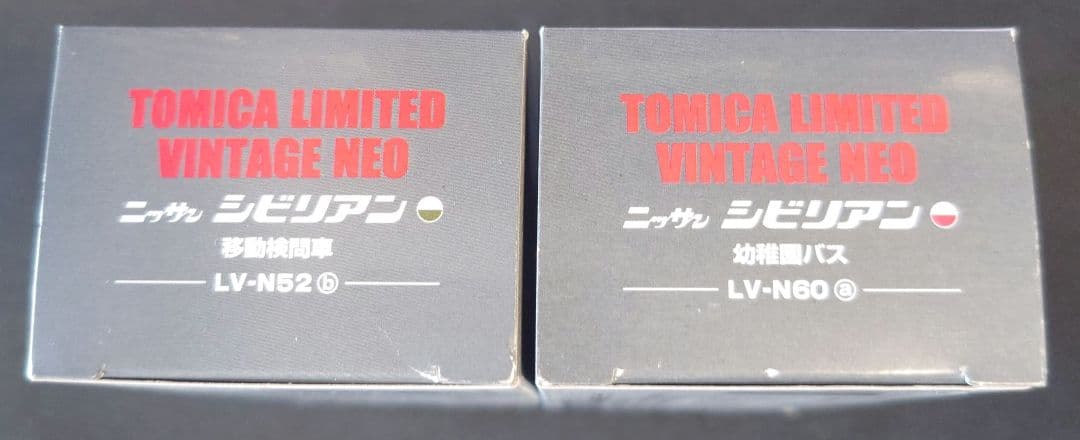 TOMICA LIMITED
VINTAGE NEO
ニッサン シビリアン
移動検問車
LV-N52 ⓑ
TOMICA LIMITED
VINTAGE NEO
ニッサン シビリアン
幼稚園バス
LV-N60 ⓐ